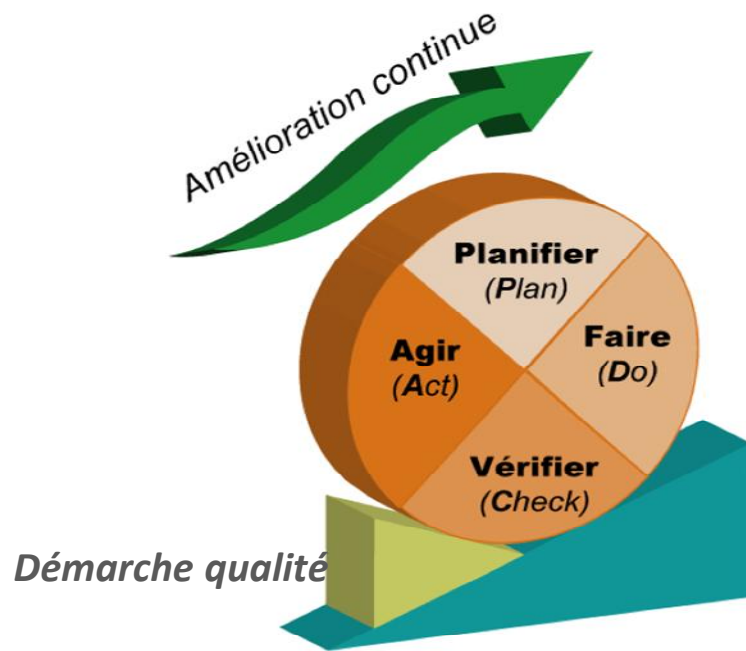 Amélioration continue
Planifier
(Plan)
Faire
(Do)
Agir
(Act)
Vérifier
(Check)
Démarche qualité